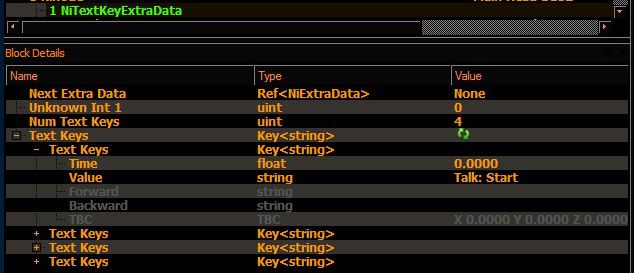 1 NiTextKeyExtraData
Block Details
Name Type Value
Next Extra Data Ref<NiExtraData> None
Unknown Int 1 uint 0
Num Text Keys uint 4
Text Keys Key<string>
Text Keys Key<string>
Time float 0.0000
Value string Talk: Start
Forward string
Backward string
TBC TBC X 0.0000 Y 0.0000 Z 0.0000
Text Keys Key<string>
Text Keys Key<string>
Text Keys Key<string>